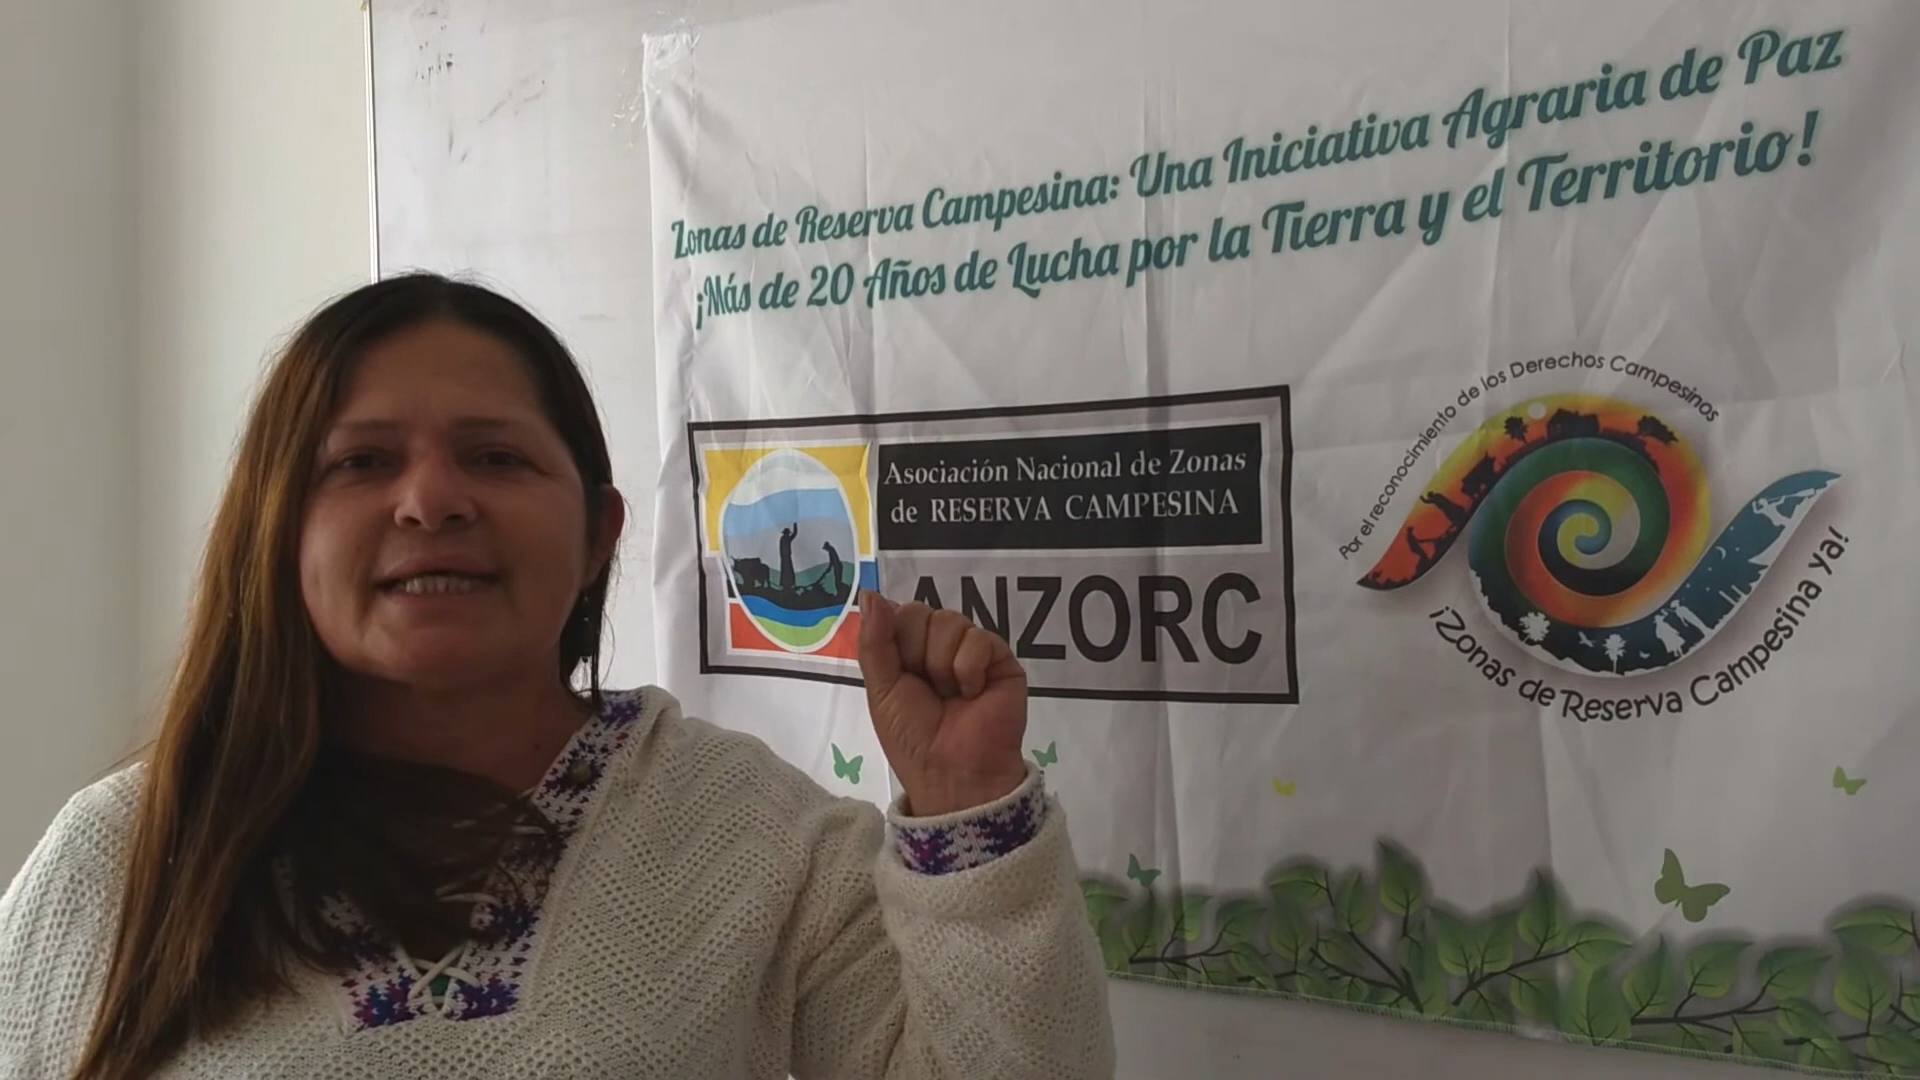 Zonas de Reserva Campesina: Una Iniciativa Agraria de Paz
¡Más de 20 Años de Lucha por la Tierra y el Territorio!
Asociación Nacional de Zonas
de RESERVA CAMPESINA
ANZORC
Por el reconocimiento de los Derechos Campesinos
¡Zonas de Reserva Campesina ya!